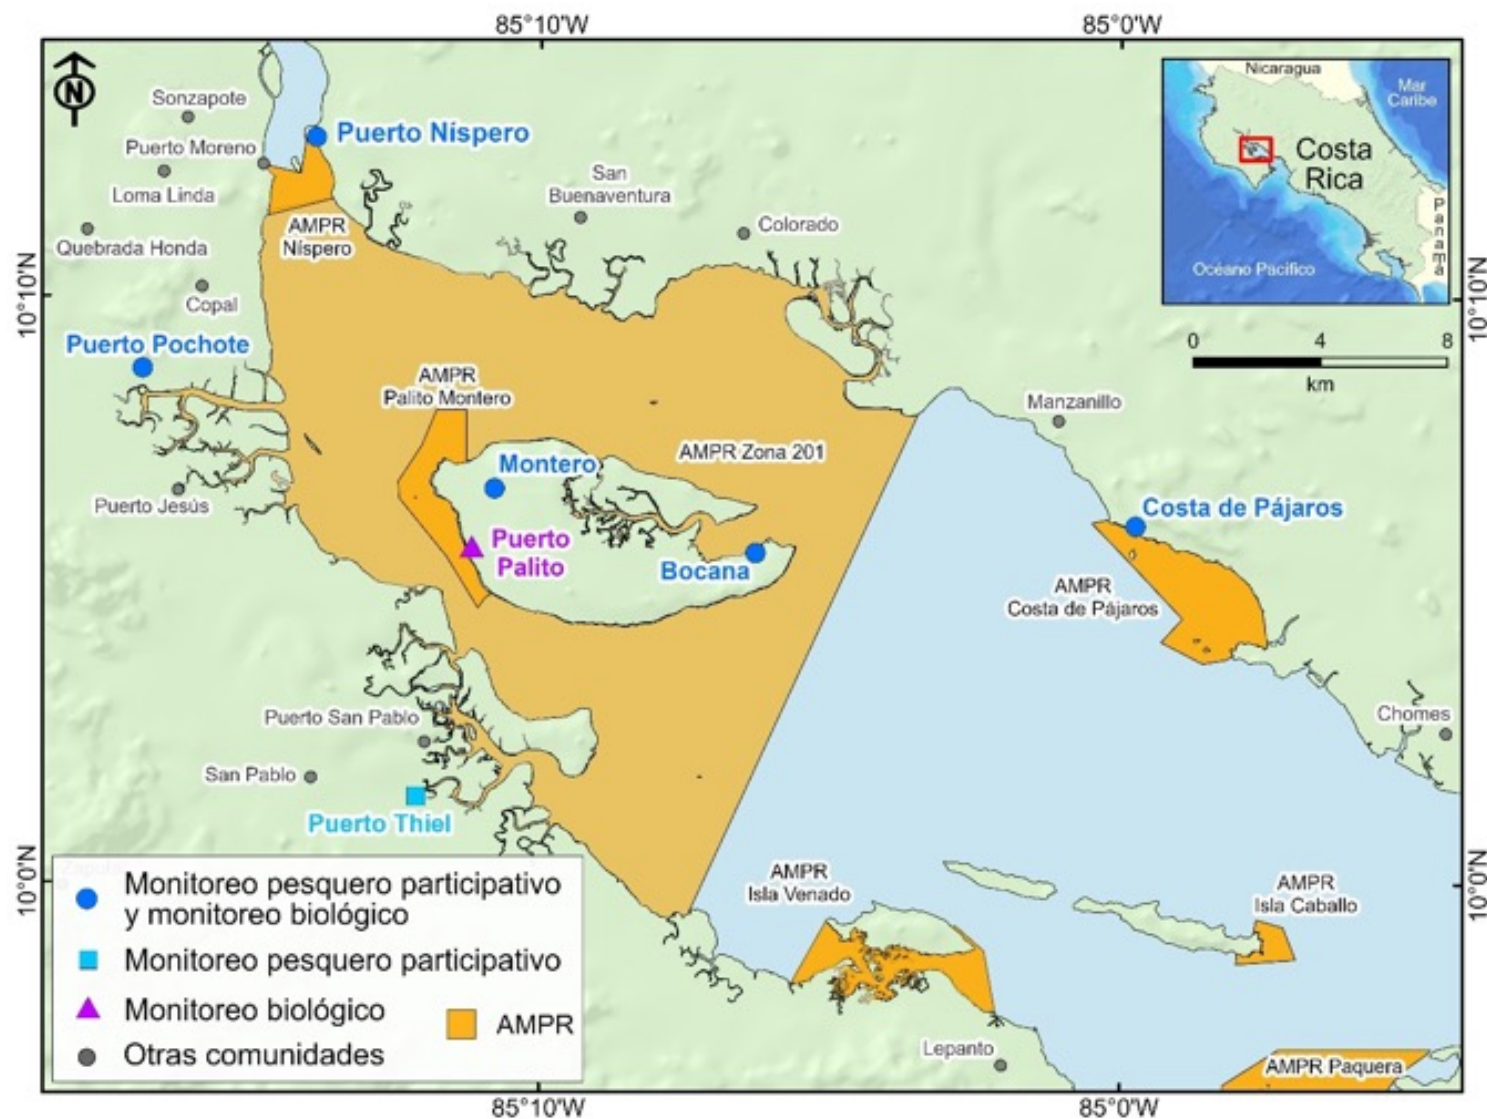 85°10'W
85°0'W
N
Sonzapote
Puerto Moreno
Loma Linda
Quebrada Honda
Copal
Puerto Níspero
AMPR
Níspero
San
Buenaventura
Colorado
Nicaragua
Mar
Caribe
Costa
Rica
Panamá
Océano Pacífico
10°10'N
10°10'N
0
4
8
km
Puerto Pochote
AMPR
Palito Montero
Manzanillo
AMPR Zona 201
Montero
Puerto Jesús
Costa de Pájaros
Puerto
Palito
Bocana
AMPR
Costa de Pájaros
Puerto San Pablo
Chomes
San Pablo
Puerto Thiel
10°0'N
10°0'N
AMPR
Isla Venado
AMPR
Isla Caballo
Monitoreo pesquero participativo
y monitoreo biológico
Monitoreo pesquero participativo
Monitoreo biológico
AMPR
Otras comunidades
Lepanto
AMPR Paquera
85°10'W
85°0'W